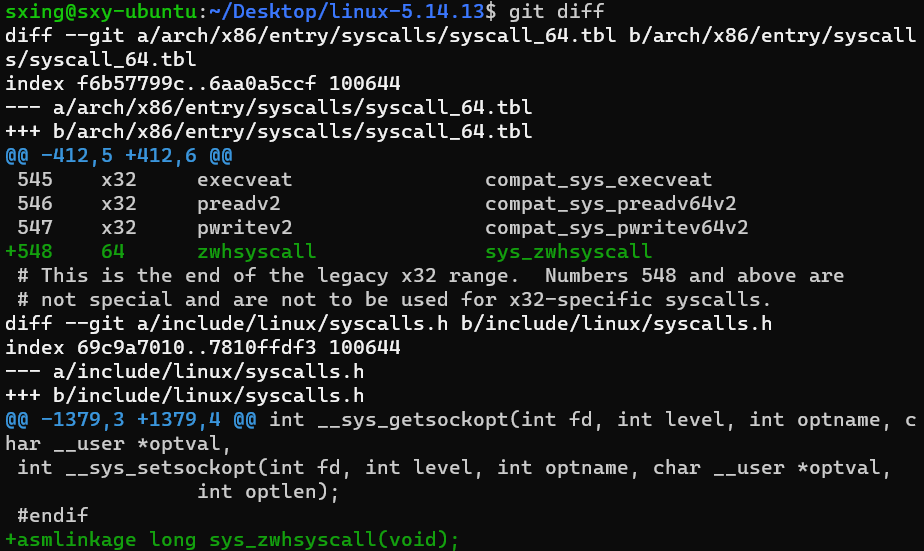 sxing@sxy-ubuntu:~/Desktop/linux-5.14.13$ git diff
diff --git a/arch/x86/entry/syscalls/syscall_64.tbl b/arch/x86/entry/syscall
s/syscall_64.tbl
index f6b57799c..6aa0a5ccf 100644
--- a/arch/x86/entry/syscalls/syscall_64.tbl
+++ b/arch/x86/entry/syscalls/syscall_64.tbl
@@ -412,5 +412,6 @@
 545    x32     execveat                compat_sys_execveat
 546    x32     preadv2                 compat_sys_preadv64v2
 547    x32     pwritev2                compat_sys_pwritev64v2
+548    64      zwhsyscall              sys_zwhsyscall
 # This is the end of the legacy x32 range.  Numbers 548 and above are
 # not special and are not to be used for x32-specific syscalls.
diff --git a/include/linux/syscalls.h b/include/linux/syscalls.h
index 69c9a7010..7810ffdf3 100644
--- a/include/linux/syscalls.h
+++ b/include/linux/syscalls.h
@@ -1379,3 +1379,4 @@ int __sys_getsockopt(int fd, int level, int optname, c
har __user *optval,
 int __sys_setsockopt(int fd, int level, int optname, char __user *optval,
                int optlen);
 #endif
+asmlinkage long sys_zwhsyscall(void);